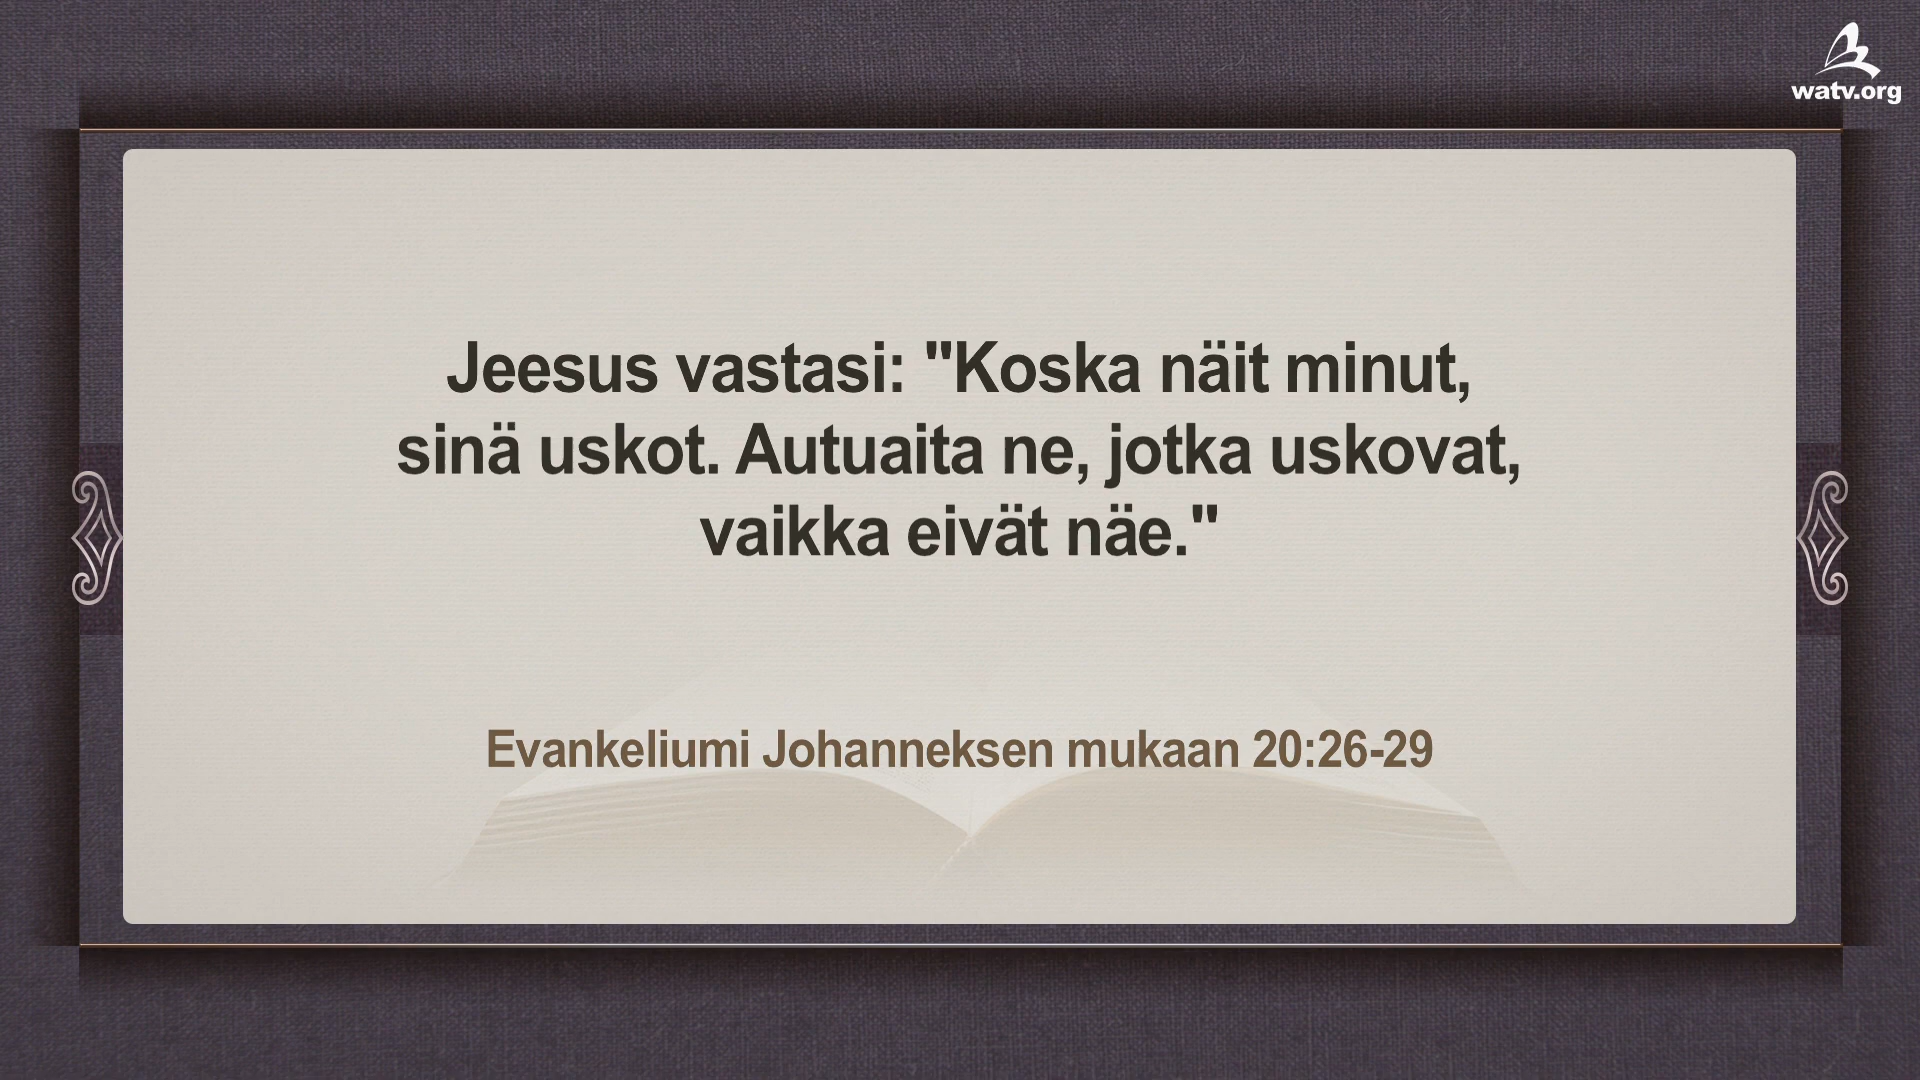 watv.org
Jeesus vastasi: "Koska näit minut,
sinä uskot. Autuaita ne, jotka uskovat,
vaikka eivät näe."
Evankeliumi Johanneksen mukaan 20:26-29